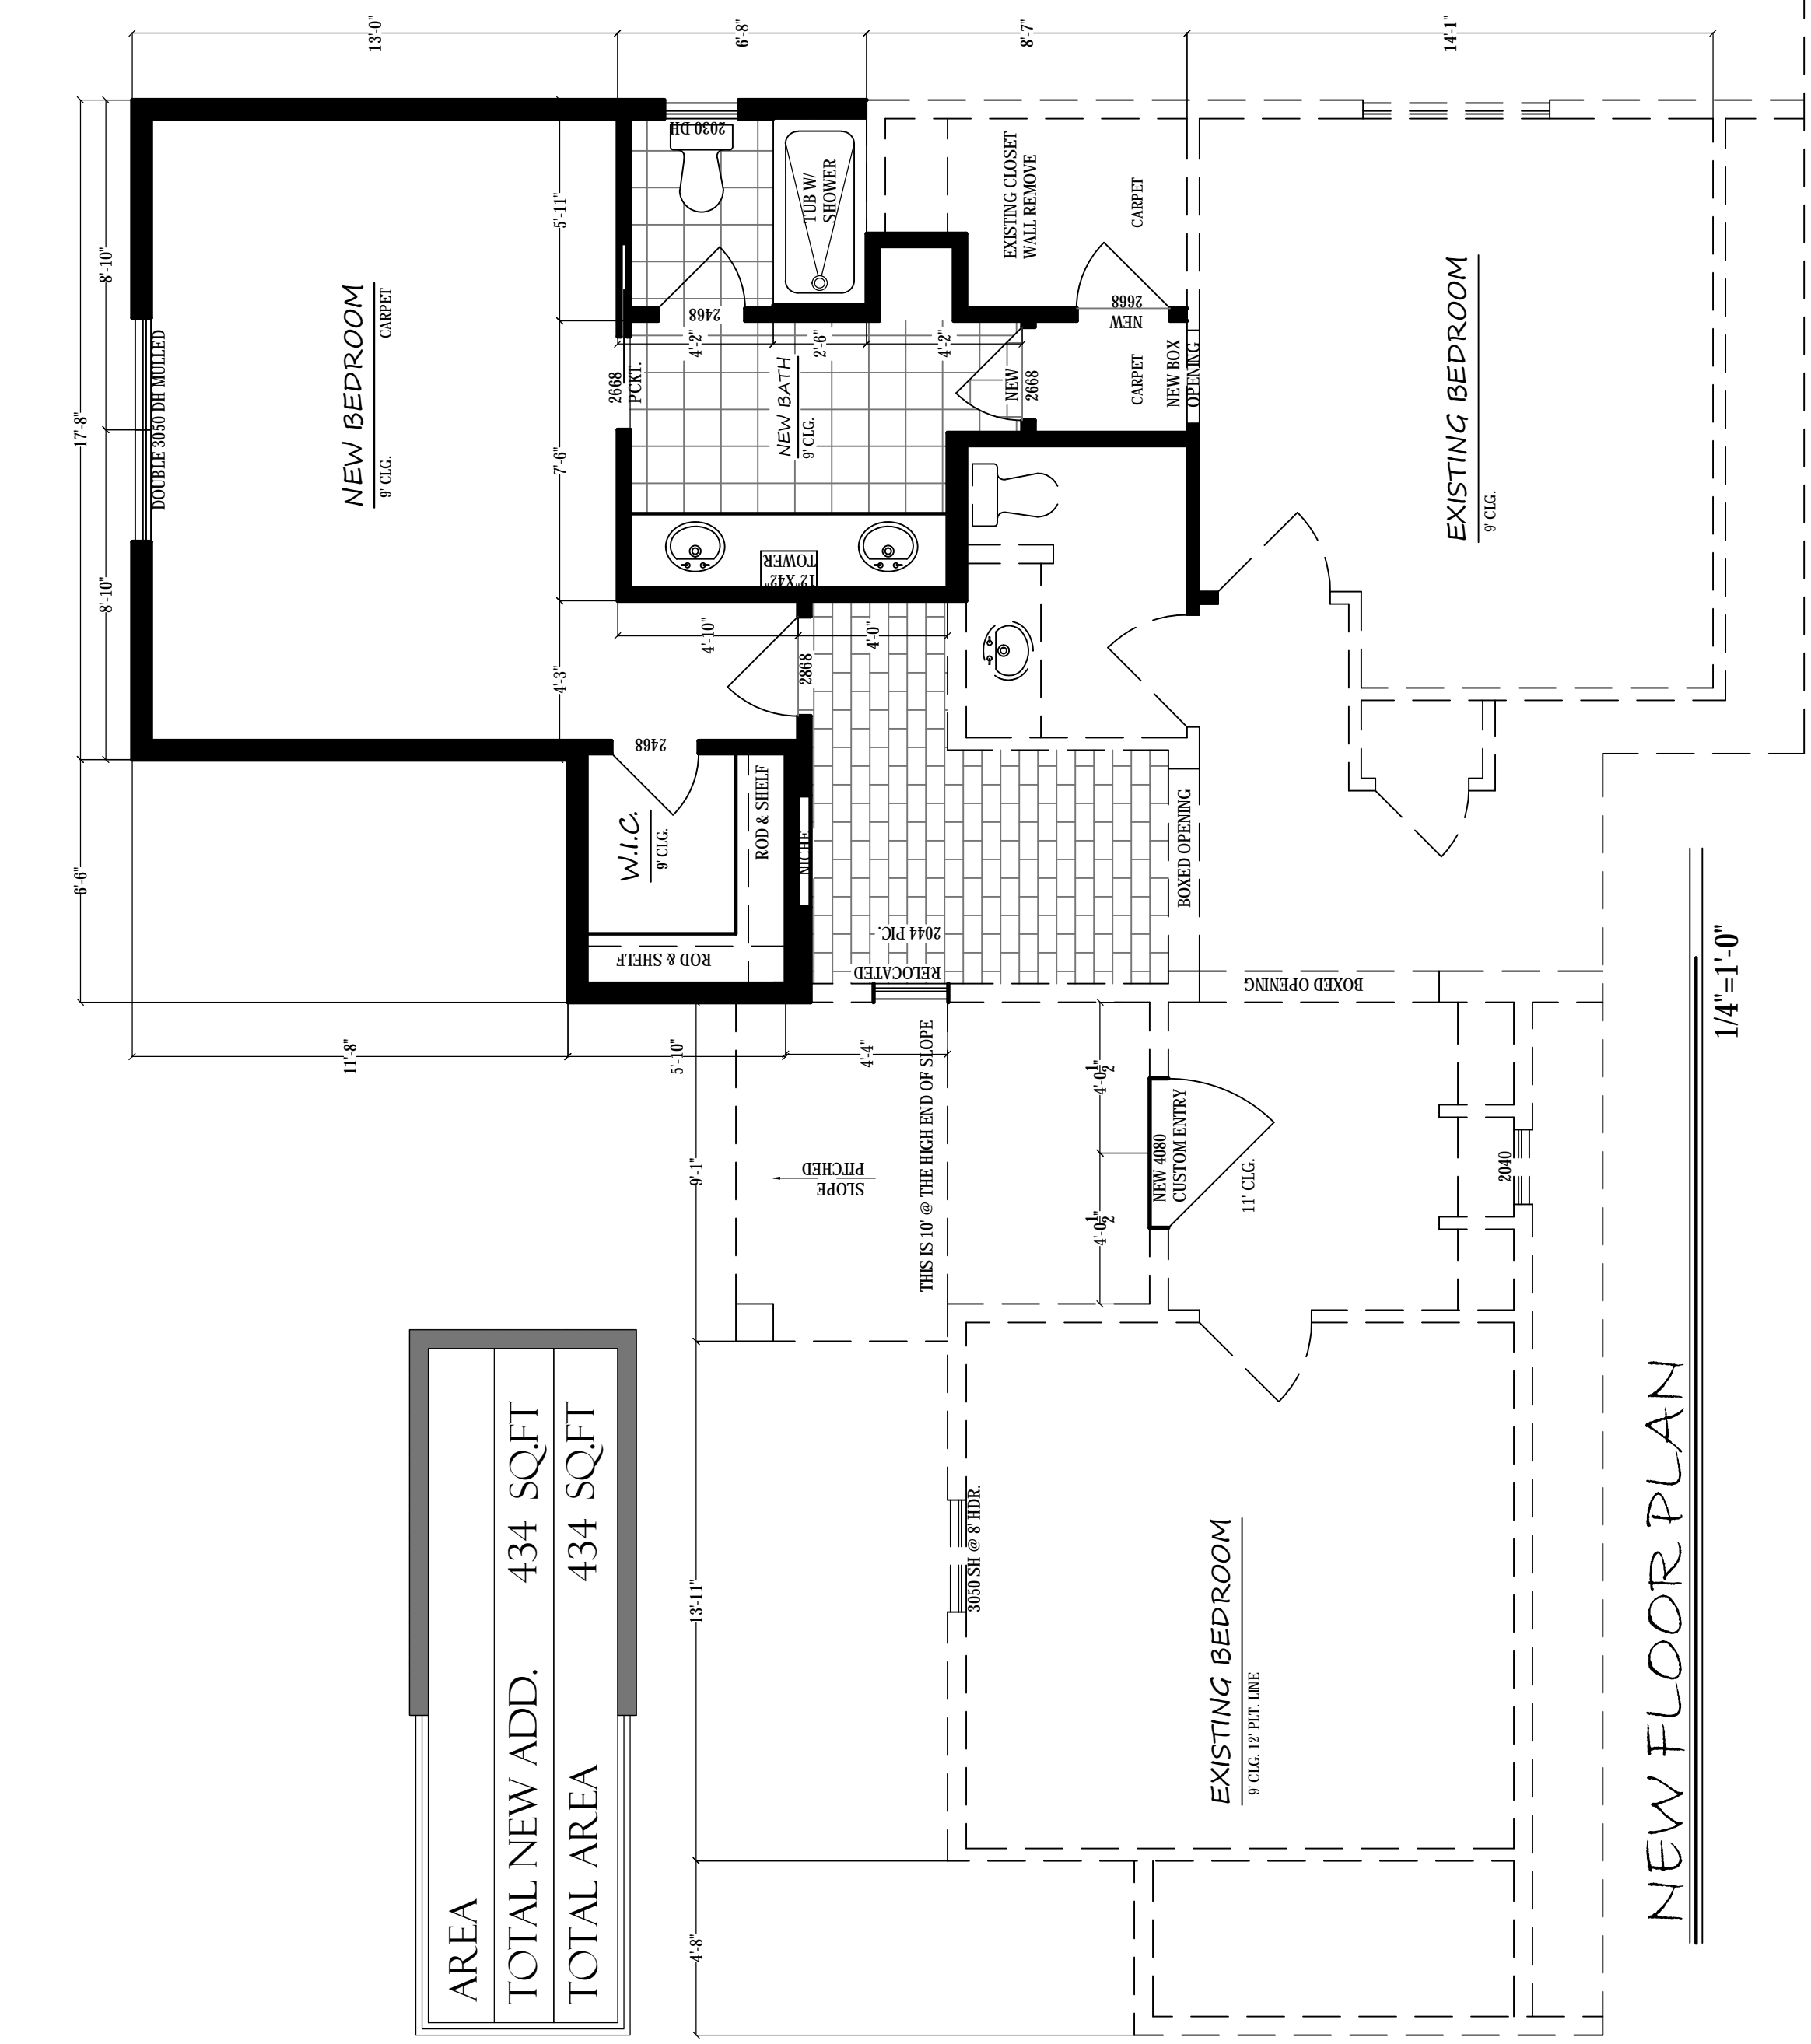 NEW FLOOR PLAN
1/4"=1'-0"
AREA
TOTAL NEW ADD. 434 SQ.FT
TOTAL AREA 434 SQ.FT
17'-8"
8'-10"
8'-10"
6'-6"
13'-0"
6'-8"
8'-7"
14'-1"
DOUBLE 3050 DH MULLED
NEW BEDROOM
9' CLG.
CARPET
5'-11"
7'-6"
4'-3"
2030 DH
TUB W/
SHOWER
2468
4'-2"
2'-6"
4'-2"
2668
PCKT.
NEW BATH
9' CLG.
12"X42"
TOWER
NEW
2668
EXISTING CLOSET
WALL REMOVE
CARPET
NEW
2668
CARPET
NEW BOX
OPENING
EXISTING BEDROOM
9' CLG.
4'-10"
4'-0"
2868
2468
W.I.C.
9' CLG.
ROD & SHELF
ROD & SHELF
NICHE
RELOCATED
2044 PIC.
BOXED OPENING
BOXED OPENING
11'-8"
5'-10"
4'-4"
9'-1"
13'-11"
4'-8"
SLOPE
PITCHED
THIS IS 10' @ THE HIGH END OF SLOPE
4'-0 1/2"
4'-0 1/2"
NEW 4080
CUSTOM ENTRY
11' CLG.
2040
3050 SH @ 8' HDR.
EXISTING BEDROOM
9' CLG. 12' PLT. LINE